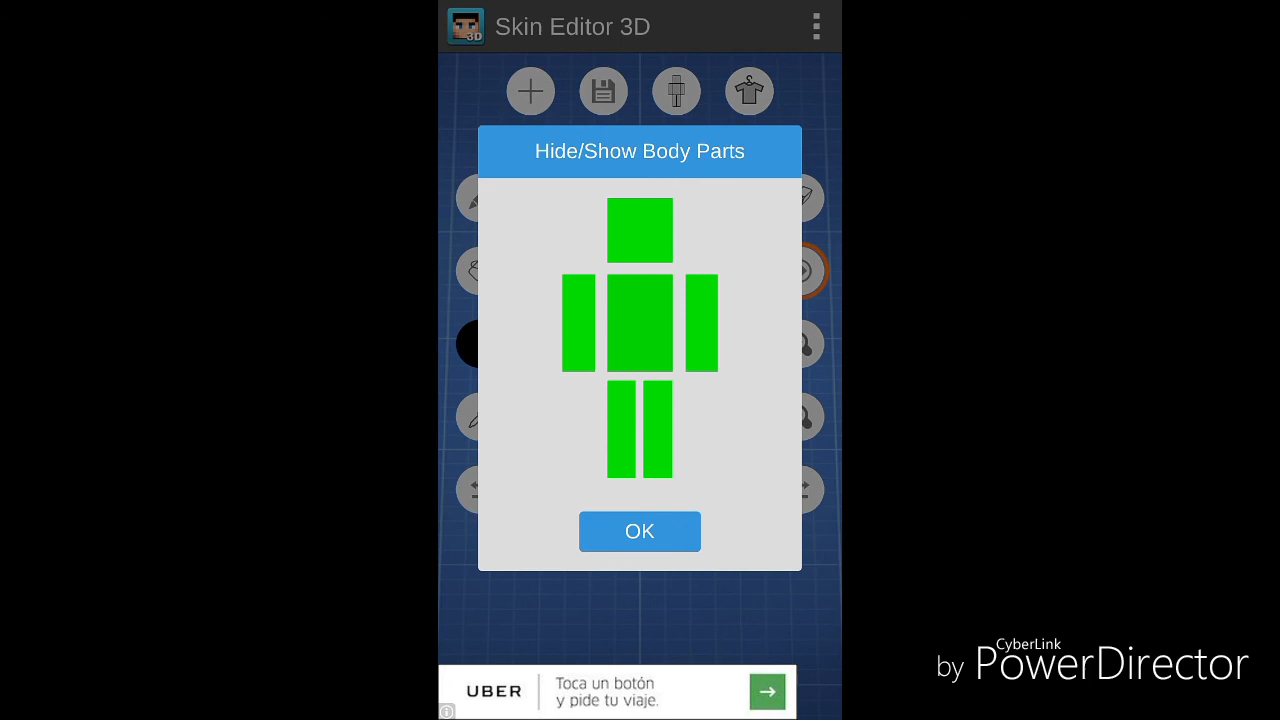 3D
Skin Editor 3D
Hide/Show Body Parts
OK
UBER
Toca un botón
y pide tu viaje.
CyberLink
by PowerDirector